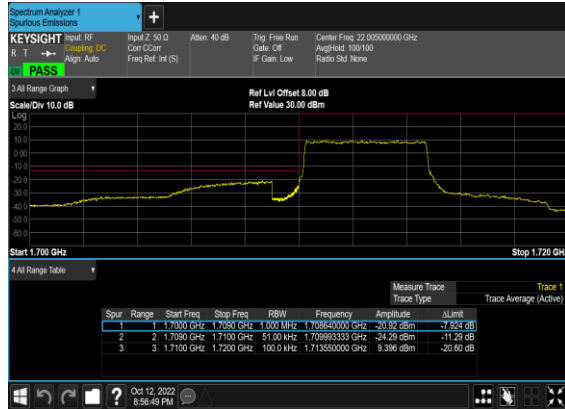 Spectrum Analyzer 1
Spurious Emissions
+
KEYSIGHT Input: RF Input Z: 50 Ω Atten: 40 dB Trig: Free Run Center Freq: 22.005000000 GHz
R T Coupling: DC Corr CCorr Gate: Off Avg|Hold: 100/100
Align: Auto Freq Ref: Int (S) IF Gain: Low Radio Std: None
PASS
3 All Range Graph
Ref Lvl Offset 8.00 dB
Scale/Div 10.0 dB Ref Value 30.00 dBm
Log
20.0
10.0
0.00
-10.0
-20.0
-30.0
-40.0
-50.0
-60.0
Start 1.700 GHz Stop 1.720 GH
4 All Range Table
Measure Trace Trace 1
Trace Type Trace Average (Active)
Spur Range Start Freq Stop Freq RBW Frequency Amplitude ΔLimit
1 1 1.7000 GHz 1.7090 GHz 1.000 MHz 1.708640000 GHz -20.92 dBm -7.924 dB
2 2 1.7090 GHz 1.7100 GHz 51.00 kHz 1.709993333 GHz -24.29 dBm -11.29 dB
3 3 1.7100 GHz 1.7200 GHz 100.0 kHz 1.713550000 GHz 9.396 dBm -20.60 dB
? Oct 12, 2022
8:56:49 PM